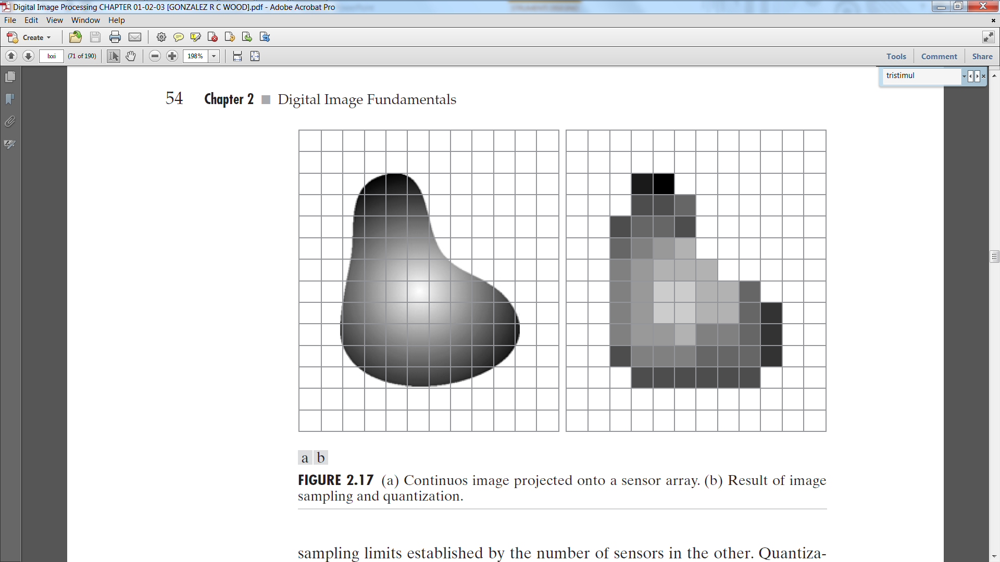 Digital Image Processing CHAPTER 01-02-03 [GONZALEZ R C WOOD].pdf - Adobe Acrobat Pro
File Edit View Window Help
Create
lxxi (71 of 190) 198% Tools Comment Share
tristimul
54 Chapter 2 Digital Image Fundamentals
a b
FIGURE 2.17 (a) Continuos image projected onto a sensor array. (b) Result of image
sampling and quantization.
sampling limits established by the number of sensors in the other. Quantiza-